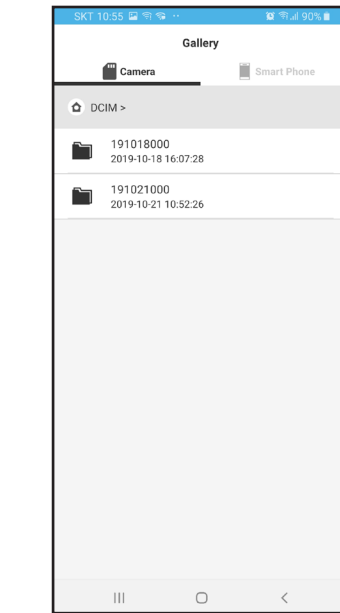 SKT 10:55 90%
Gallery
Camera Smart Phone
DCIM >
191018000
2019-10-18 16:07:28
191021000
2019-10-21 10:52:26